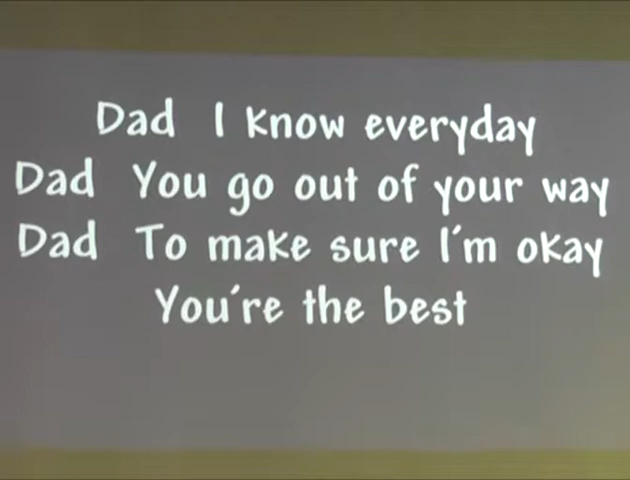 Dad I know everyday
Dad You go out of your way
Dad To make sure I'm okay
You're the best